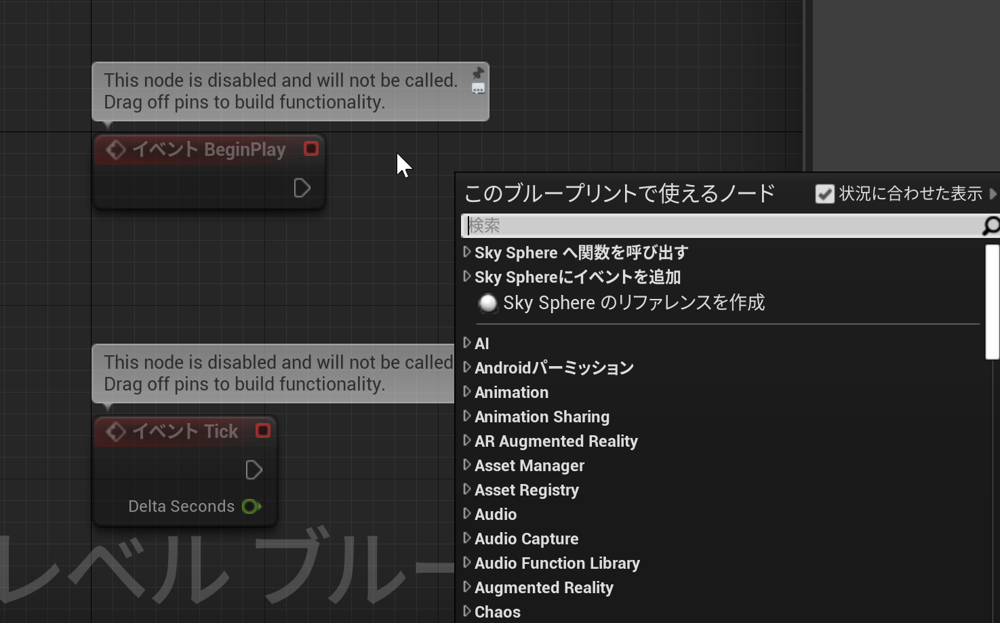 This node is disabled and will not be called.
Drag off pins to build functionality.
イベント BeginPlay
このブループリントで使えるノード
状況に合わせた表示
検索
Sky Sphere へ関数を呼び出す
Sky Sphereにイベントを追加
Sky Sphere のリファレンスを作成
AI
Androidパーミッション
Animation
Animation Sharing
AR Augmented Reality
Asset Manager
Asset Registry
Audio
Audio Capture
Audio Function Library
Augmented Reality
Chaos
This node is disabled and will not be called
Drag off pins to build functionality.
イベント Tick
Delta Seconds
レベル ブルー